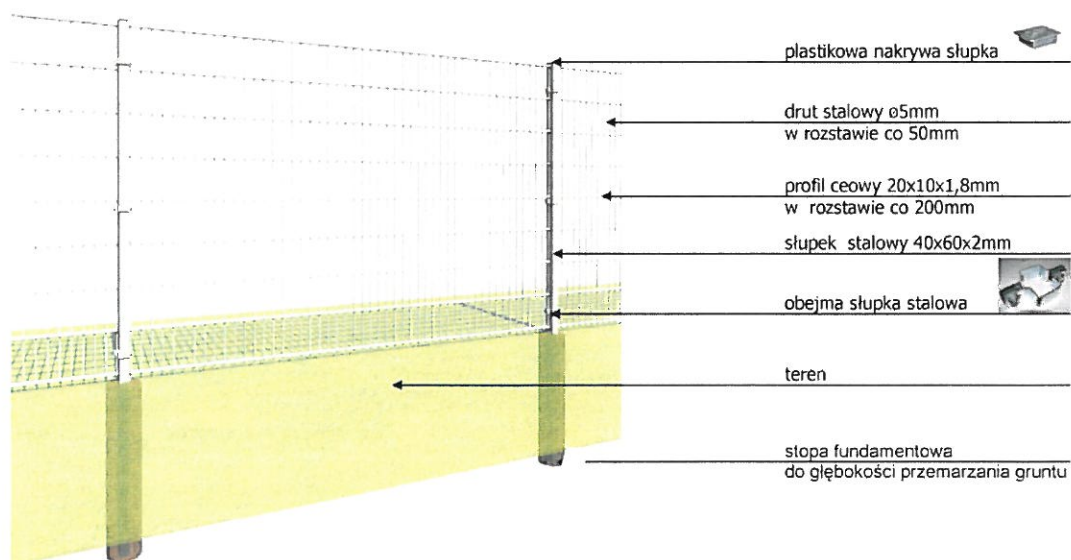 plastikowa nakrywa słupka
drut stalowy ø5mm
w rozstawie co 50mm
profil ceowy 20x10x1,8mm
w rozstawie co 200mm
słupek stalowy 40x60x2mm
obejma słupka stalowa
teren
stopa fundamentowa
do głębokości przemarzania gruntu